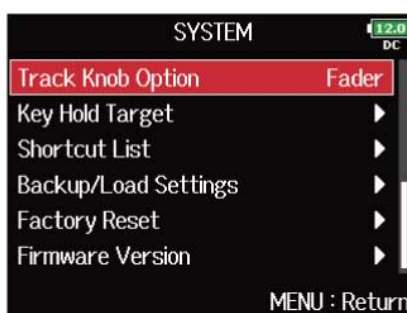 SYSTEM
12.0
DC
Track Knob Option Fader
Key Hold Target
Shortcut List
Backup/Load Settings
Factory Reset
Firmware Version
MENU : Return